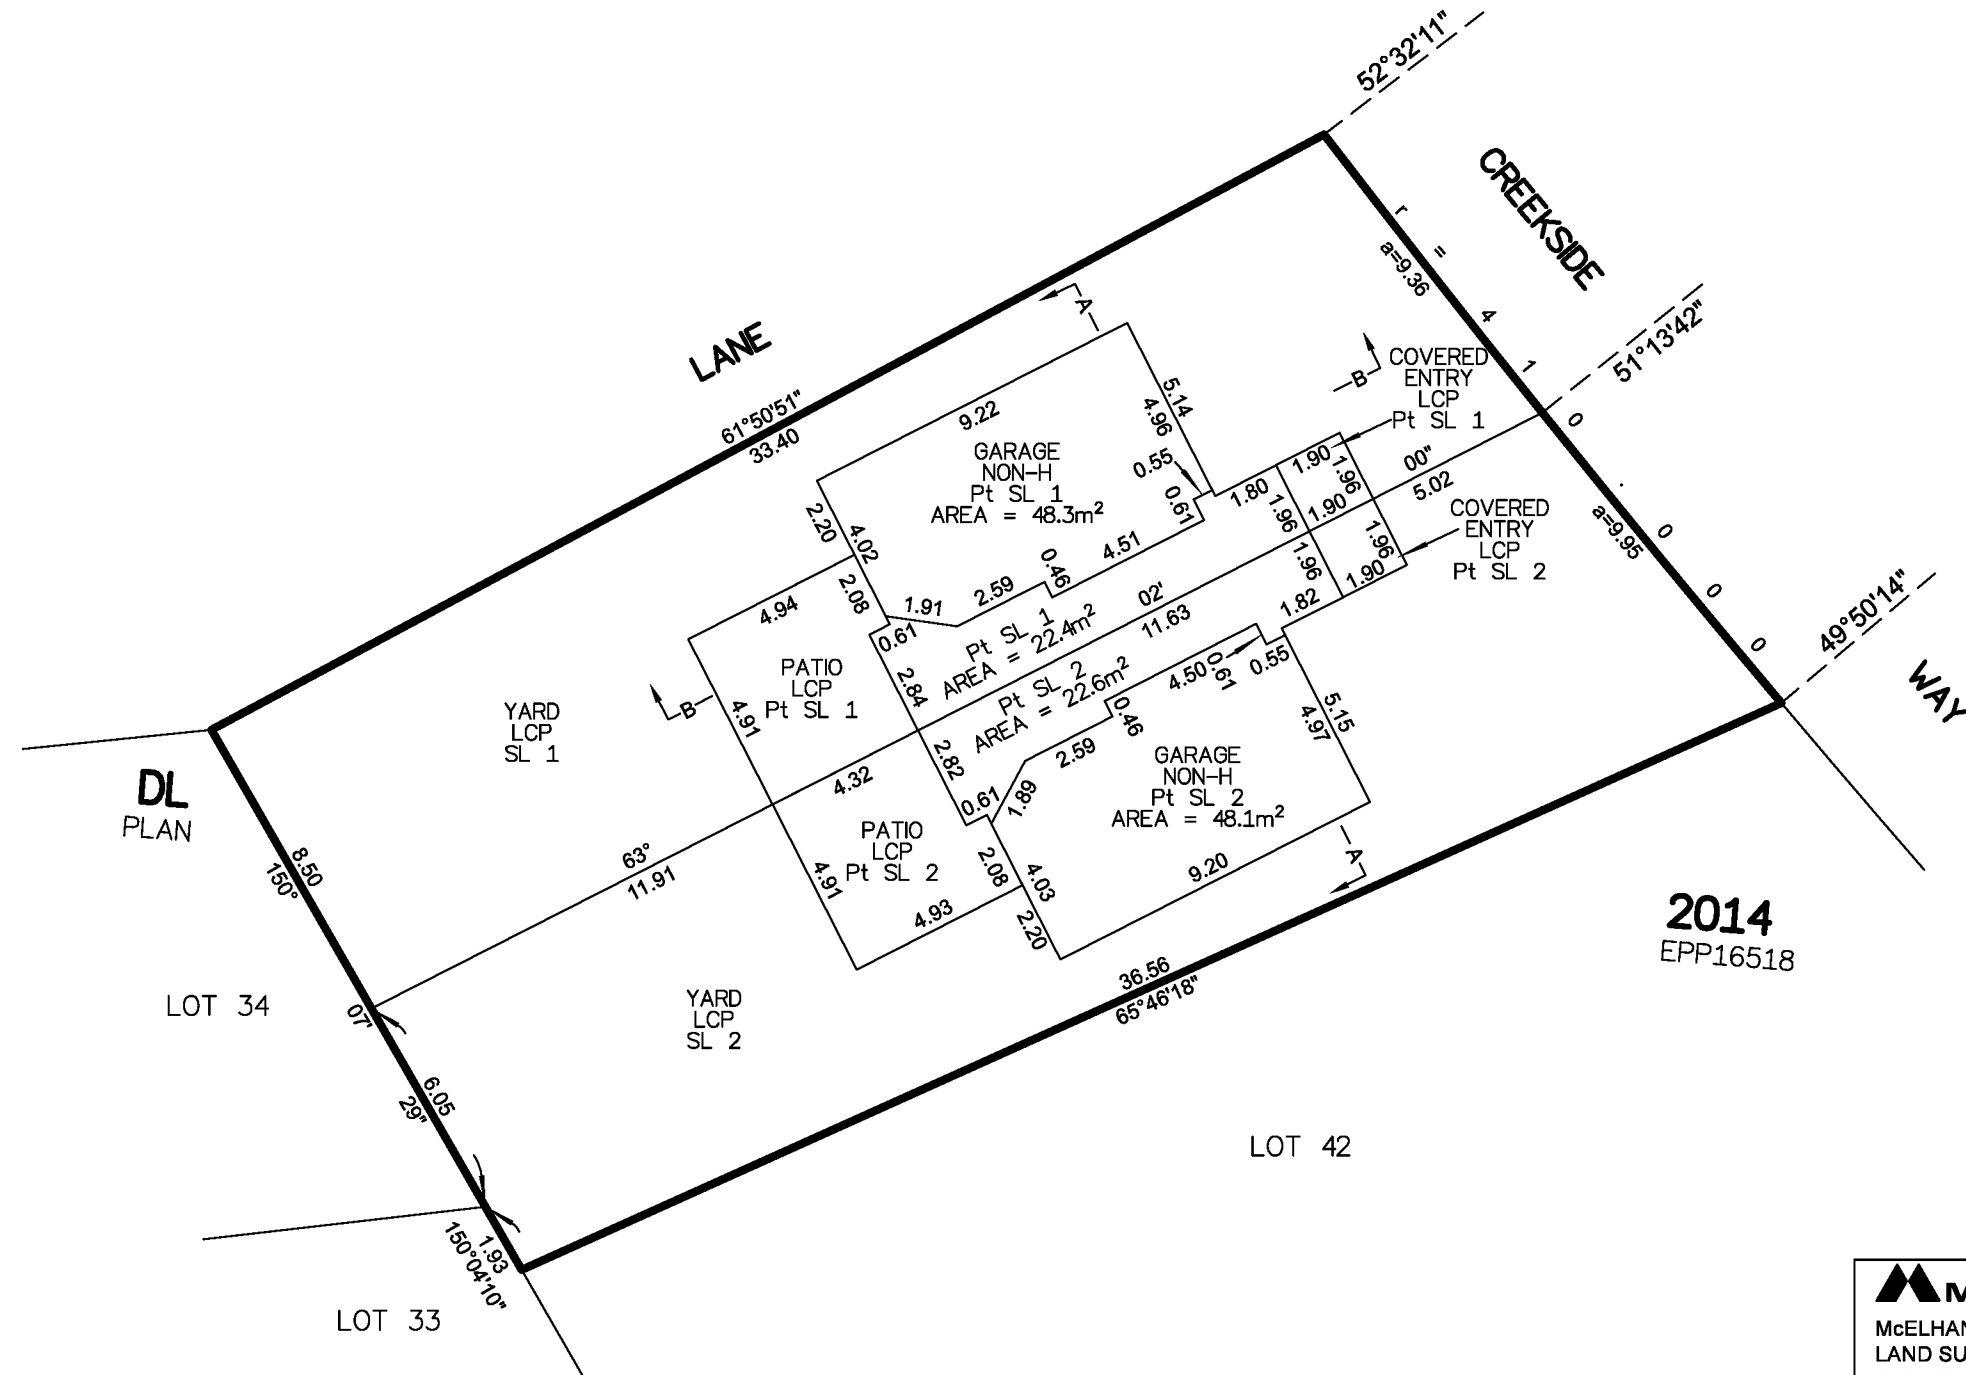 52°32'11"
CREEKSIDE
r = 410.000
a=9.36
LANE
61°50'51"
33.40
A
51°13'42"
B
COVERED
ENTRY
LCP
Pt SL 1
9.22
5.14
4.96
GARAGE
NON-H
Pt SL 1
AREA = 48.3m²
0.55
0.61
1.80
1.90
1.96
1.96
1.90
00"
5.02
2.20
4.02
2.08
4.51
0.46
2.59
1.91
0.61
4.94
COVERED
ENTRY
LCP
Pt SL 2
a=9.95
1.96
1.96
1.90
1.82
49°50'14"
WAY
02'
11.63
Pt SL 1
AREA = 22.4m²
Pt SL 2
AREA = 22.6m²
PATIO
LCP
Pt SL 1
2.84
4.91
B
YARD
LCP
SL 1
4.50
0.61
0.55
5.15
4.97
0.46
2.59
1.89
0.61
2.82
4.32
GARAGE
NON-H
Pt SL 2
AREA = 48.1m²
DL
PLAN
PATIO
LCP
Pt SL 2
63°
11.91
4.91
2.08
4.03
2.20
4.93
9.20
A
8.50
150°
2014
EPP16518
36.56
65°46'18"
LOT 34
07'
YARD
LCP
SL 2
6.05
29"
LOT 42
1.93
150°04'10"
LOT 33
M
McELHAN
LAND SU